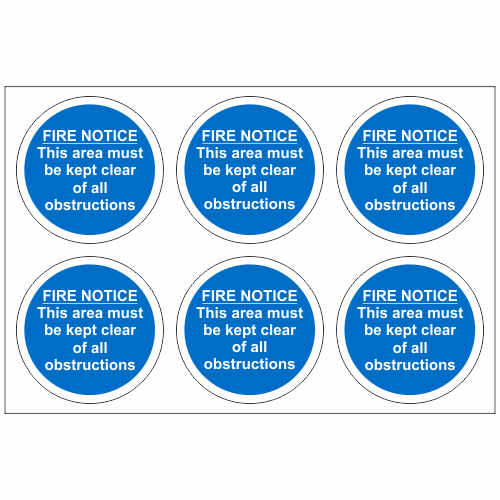 FIRE NOTICE
This area must
be kept clear
of all
obstructions
FIRE NOTICE
This area must
be kept clear
of all
obstructions
FIRE NOTICE
This area must
be kept clear
of all
obstructions
FIRE NOTICE
This area must
be kept clear
of all
obstructions
FIRE NOTICE
This area must
be kept clear
of all
obstructions
FIRE NOTICE
This area must
be kept clear
of all
obstructions